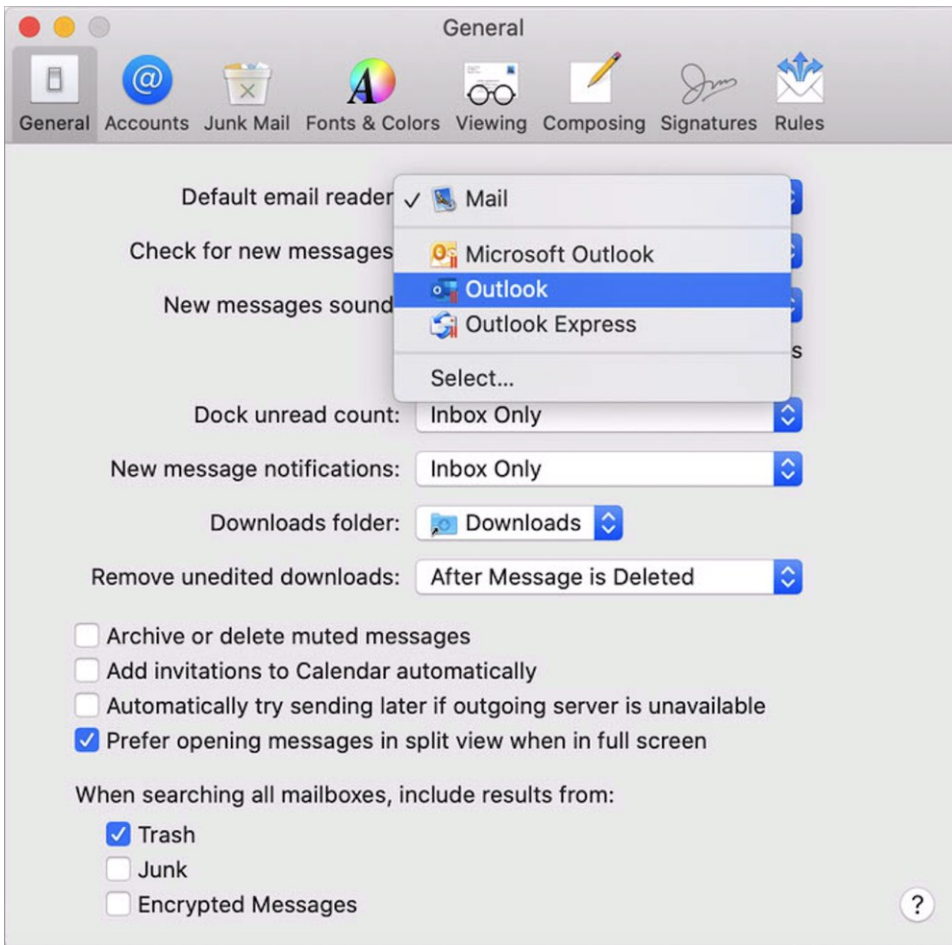 General
General Accounts Junk Mail Fonts & Colors Viewing Composing Signatures Rules
Default email reader ✓ Mail
Check for new messages Microsoft Outlook
Outlook
New messages sound Outlook Express
s
Select...
Dock unread count: Inbox Only
New message notifications: Inbox Only
Downloads folder: Downloads
Remove unedited downloads: After Message is Deleted
Archive or delete muted messages
Add invitations to Calendar automatically
Automatically try sending later if outgoing server is unavailable
Prefer opening messages in split view when in full screen
When searching all mailboxes, include results from:
Trash
Junk
Encrypted Messages
?